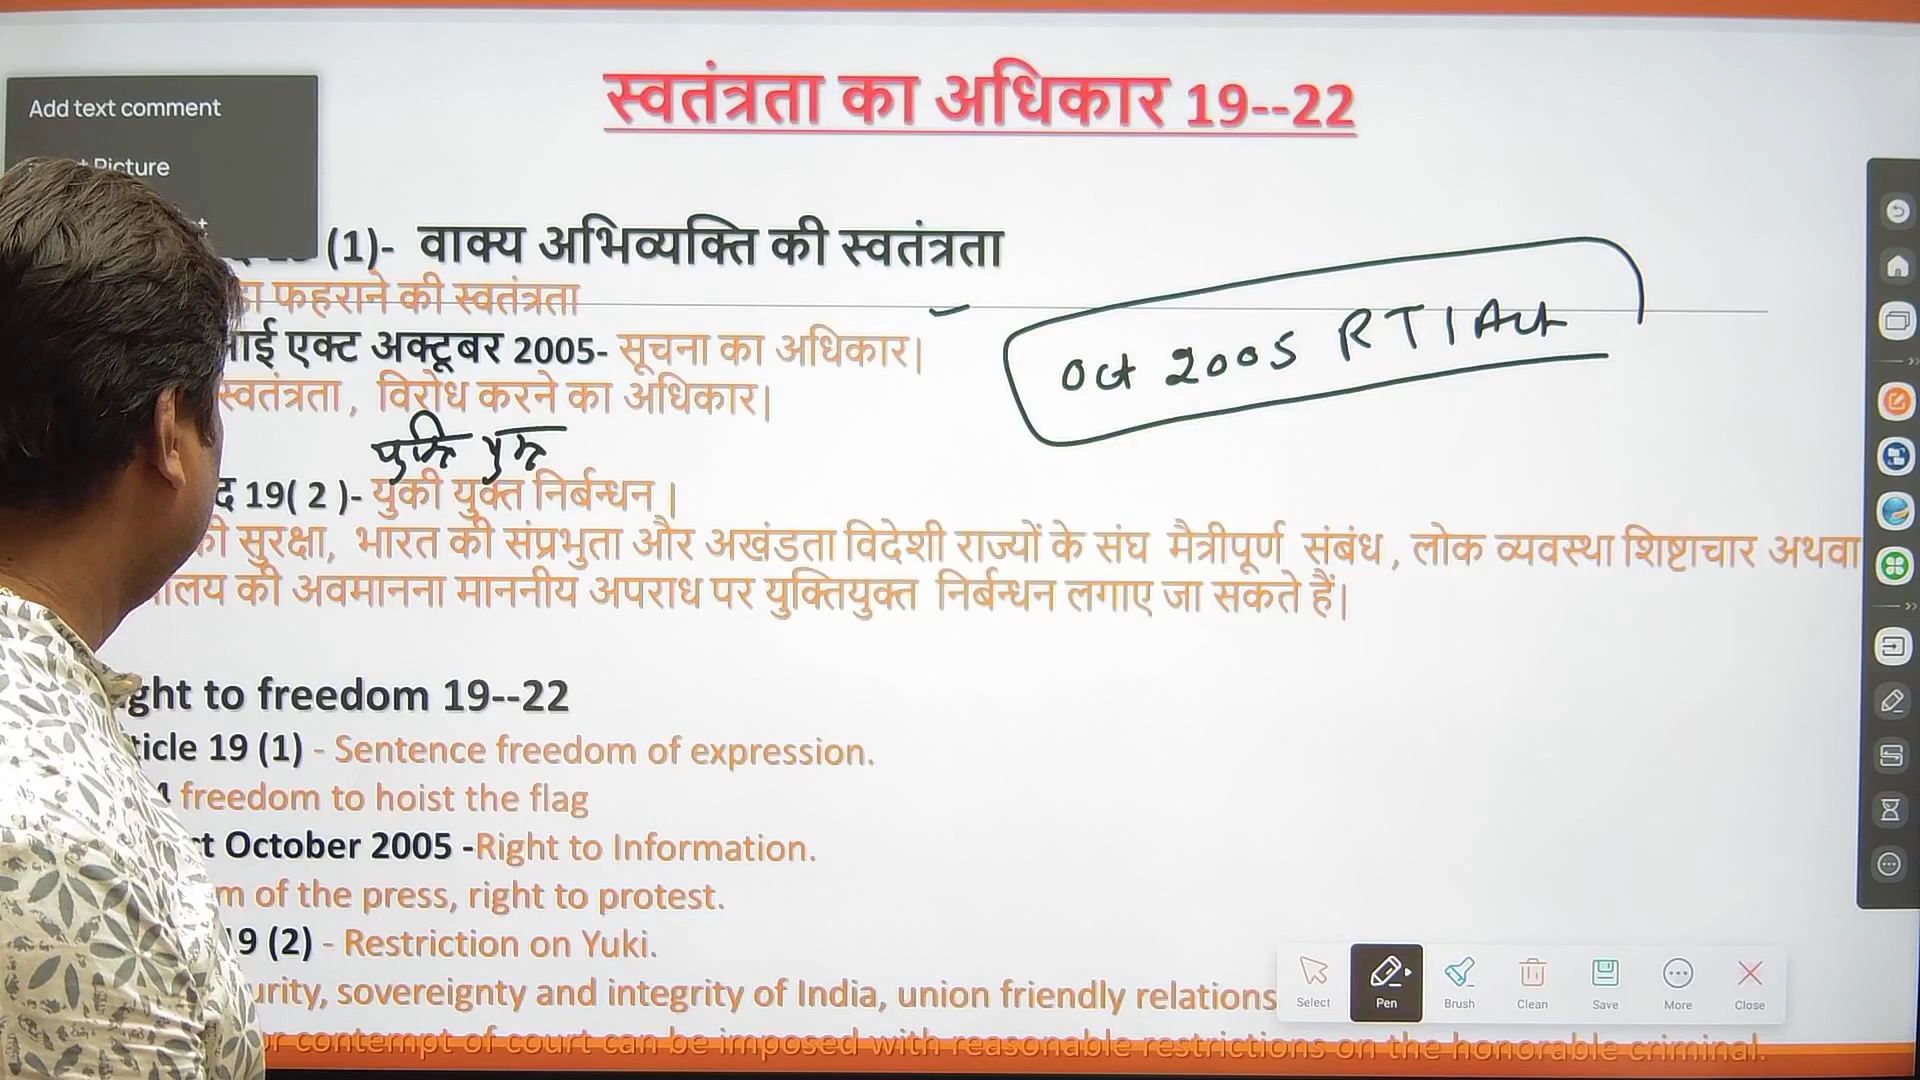 स्वतंत्रता का अधिकार 19--22
Add text comment
Picture
(1)- वाक्य अभिव्यक्ति की स्वतंत्रता
फहराने की स्वतंत्रता
Oct 2005 RTI Act
आई एक्ट अक्टूबर 2005- सूचना का अधिकार|
स्वतंत्रता, विरोध करने का अधिकार|
युक्ति युक्त
19( 2 )- युकी युक्त निर्बन्धन |
की सुरक्षा, भारत की संप्रभुता और अखंडता विदेशी राज्यों के संघ मैत्रीपूर्ण संबंध, लोक व्यवस्था शिष्टाचार अथवा
की अवमानना माननीय अपराध पर युक्तियुक्त निर्बन्धन लगाए जा सकते हैं|
ght to freedom 19--22
ticle 19 (1) - Sentence freedom of expression.
freedom to hoist the flag
ct October 2005 -Right to Information.
m of the press, right to protest.
19 (2) - Restriction on Yuki.
urity, sovereignty and integrity of India, union friendly relations
or contempt of court can be imposed with reasonable restrictions on the honorable criminal.
Select Pen Brush Clean Save More Close